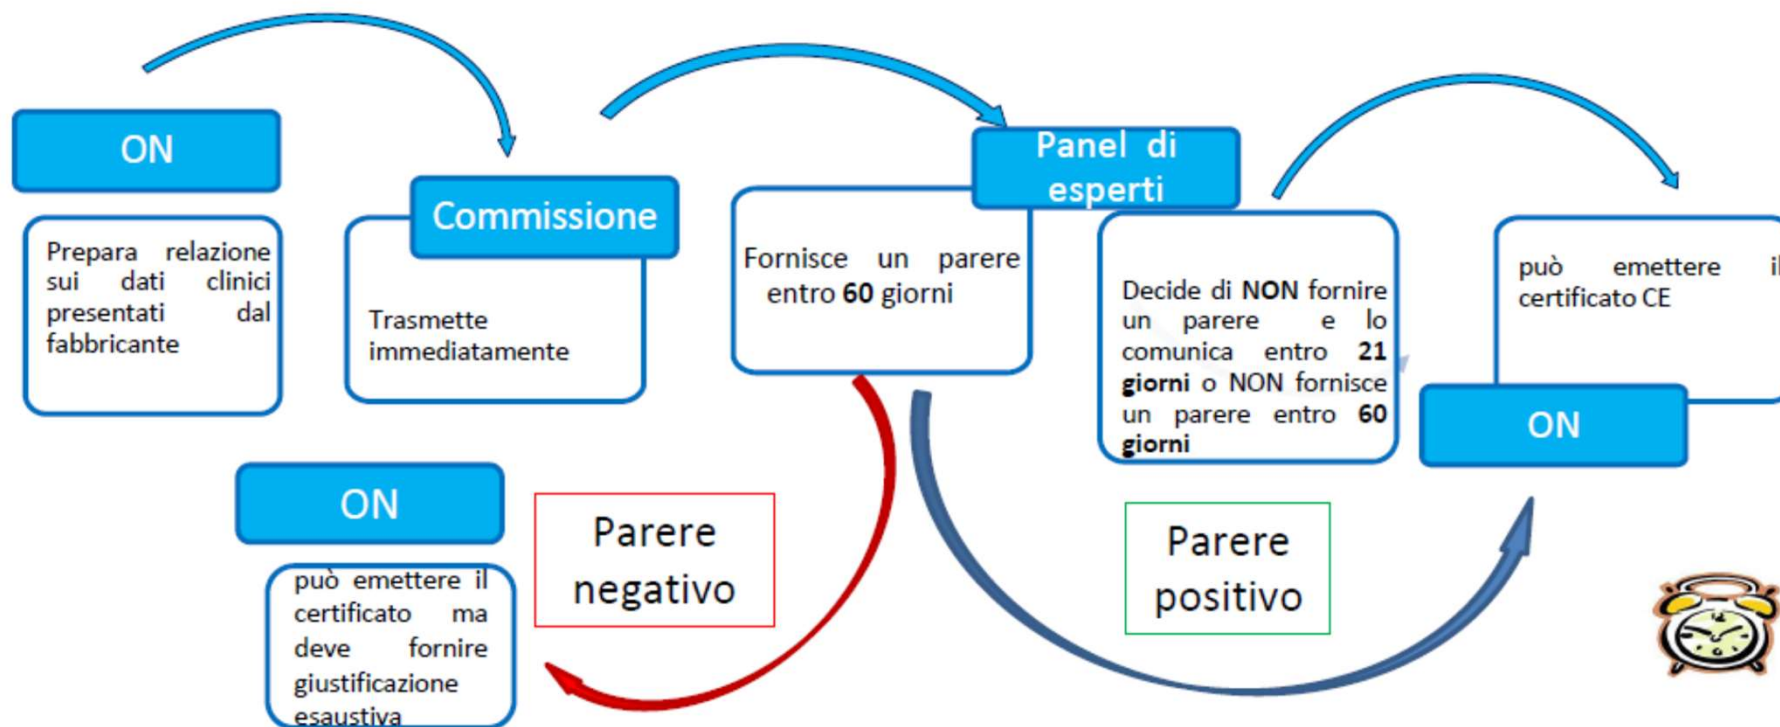 ON
Prepara relazione
sui dati clinici
presentati dal
fabbricante
Commissione
Trasmette
immediatamente
Panel di
esperti
Fornisce un parere
entro 60 giorni
Decide di NON fornire
un parere e lo
comunica entro 21
giorni o NON fornisce
un parere entro 60
giorni
può emettere il
certificato CE
ON
ON
può emettere il
certificato ma
deve fornire
giustificazione
esaustiva
Parere
negativo
Parere
positivo